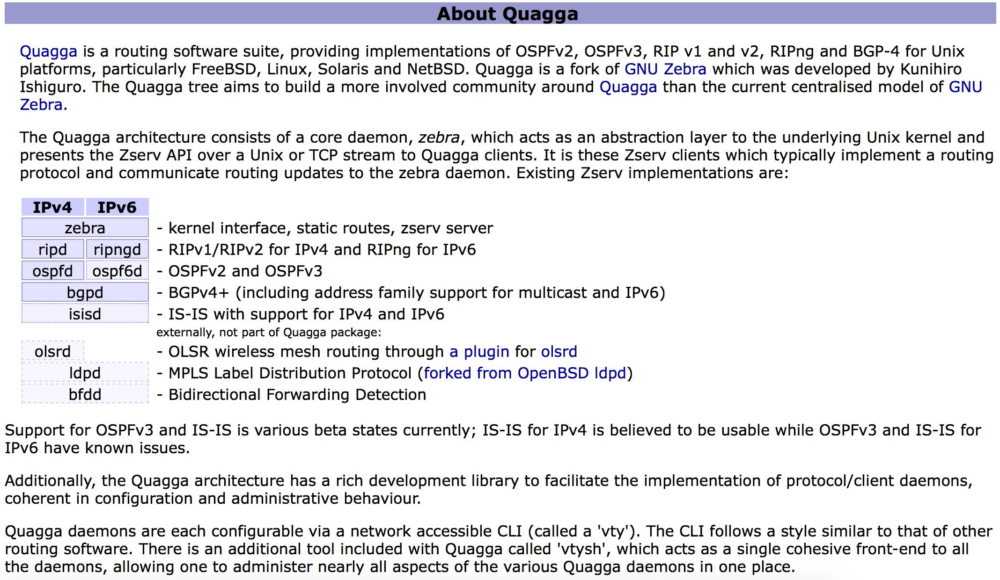 About Quagga
Quagga is a routing software suite, providing implementations of OSPFv2, OSPFv3, RIP v1 and v2, RIPng and BGP-4 for Unix
platforms, particularly FreeBSD, Linux, Solaris and NetBSD. Quagga is a fork of GNU Zebra which was developed by Kunihiro
Ishiguro. The Quagga tree aims to build a more involved community around Quagga than the current centralised model of GNU
Zebra.
The Quagga architecture consists of a core daemon, zebra, which acts as an abstraction layer to the underlying Unix kernel and
presents the Zserv API over a Unix or TCP stream to Quagga clients. It is these Zserv clients which typically implement a routing
protocol and communicate routing updates to the zebra daemon. Existing Zserv implementations are:
IPv4 IPv6
zebra - kernel interface, static routes, zserv server
ripd ripngd - RIPv1/RIPv2 for IPv4 and RIPng for IPv6
ospfd ospf6d - OSPFv2 and OSPFv3
bgpd - BGPv4+ (including address family support for multicast and IPv6)
isisd - IS-IS with support for IPv4 and IPv6
externally, not part of Quagga package:
olsrd - OLSR wireless mesh routing through a plugin for olsrd
ldpd - MPLS Label Distribution Protocol (forked from OpenBSD ldpd)
bfdd - Bidirectional Forwarding Detection
Support for OSPFv3 and IS-IS is various beta states currently; IS-IS for IPv4 is believed to be usable while OSPFv3 and IS-IS for
IPv6 have known issues.
Additionally, the Quagga architecture has a rich development library to facilitate the implementation of protocol/client daemons,
coherent in configuration and administrative behaviour.
Quagga daemons are each configurable via a network accessible CLI (called a 'vty'). The CLI follows a style similar to that of other
routing software. There is an additional tool included with Quagga called 'vtysh', which acts as a single cohesive front-end to all
the daemons, allowing one to administer nearly all aspects of the various Quagga daemons in one place.